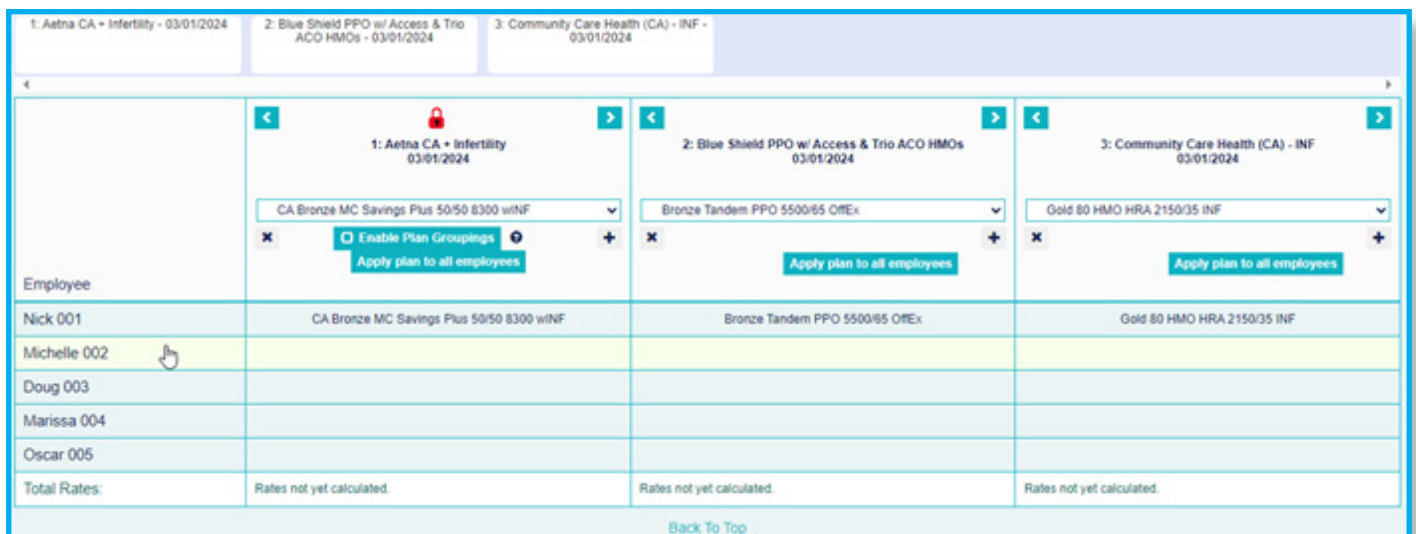 1: Aetna CA + Infertility - 03/01/2024
2: Blue Shield PPO w/ Access & Trio
ACO HMOs - 03/01/2024
3: Community Care Health (CA) - INF -
03/01/2024
1: Aetna CA + Infertility
03/01/2024
2: Blue Shield PPO w/ Access & Trio ACO HMOs
03/01/2024
3: Community Care Health (CA) - INF
03/01/2024
CA Bronze MC Savings Plus 50/50 8300 wINF
Bronze Tandem PPO 5500/65 OffEx
Gold 80 HMO HRA 2150/35 INF
Enable Plan Groupings
Apply plan to all employees
Apply plan to all employees
Apply plan to all employees
Employee
Nick 001
CA Bronze MC Savings Plus 50/50 8300 wINF
Bronze Tandem PPO 5500/65 OffEx
Gold 80 HMO HRA 2150/35 INF
Michelle 002
Doug 003
Marissa 004
Oscar 005
Total Rates:
Rates not yet calculated.
Rates not yet calculated.
Rates not yet calculated.
Back To Top